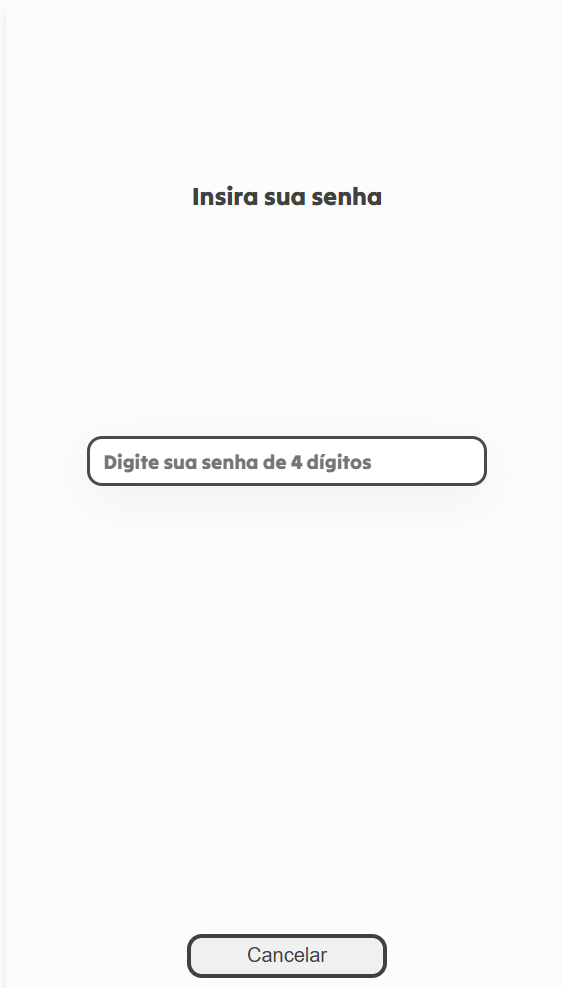 Insira sua senha
Digite sua senha de 4 dígitos
Cancelar